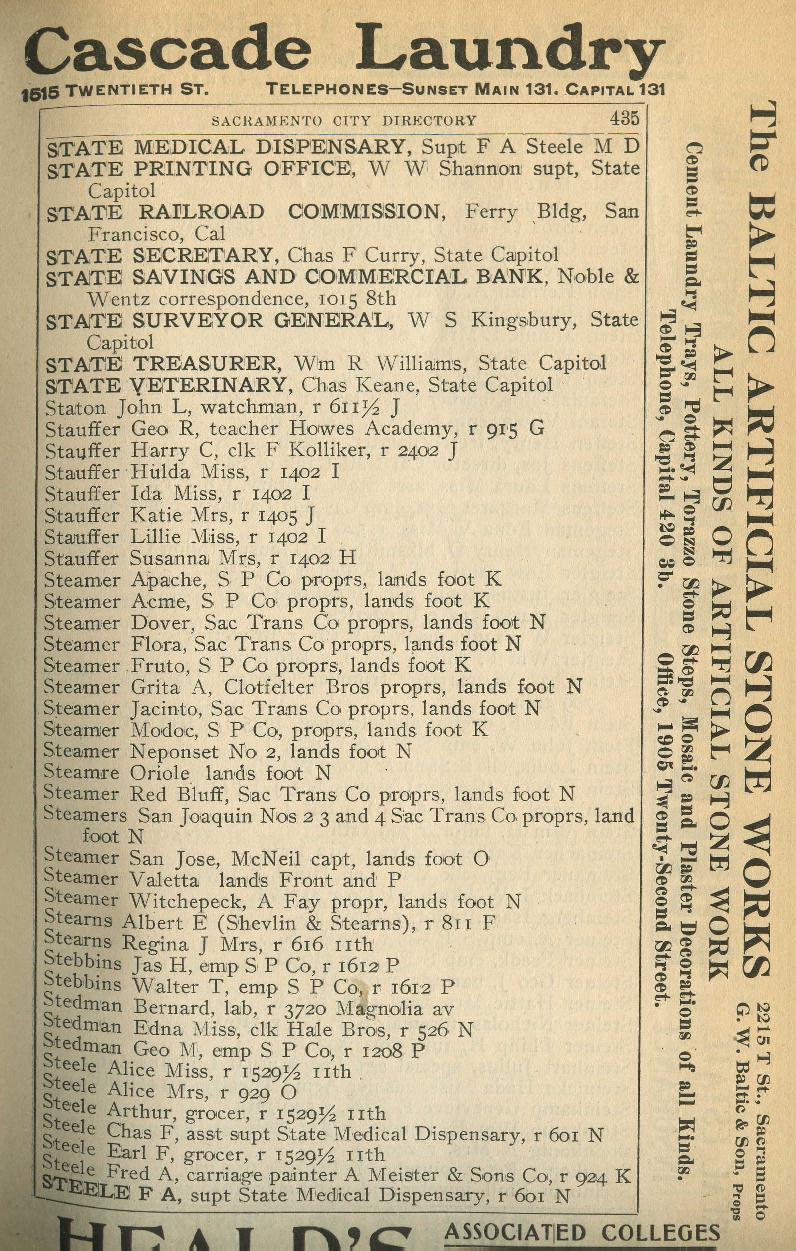 Cascade Laundry
1515 TWENTIETH ST. TELEPHONES—SUNSET MAIN 131. CAPITAL 131
SACRAMENTO CITY DIRECTORY 435
STATE MEDICAL DISPENSARY, Supt F A Steele M D
STATE PRINTING OFFICE, W W Shannon supt, State
Capitol
STATE RAILROAD COMMISSION, Ferry Bldg, San
Francisco, Cal
STATE SECRETARY, Chas F Curry, State Capitol
STATE SAVINGS AND COMMERCIAL BANK, Noble &
Wentz correspondence, 1015 8th
STATE SURVEYOR GENERAL, W S Kingsbury, State
Capitol
STATE TREASURER, Wm R Williams, State Capitol
STATE VETERINARY, Chas Keane, State Capitol
Staton John L, watchman, r 611½ J
Stauffer Geo R, teacher Howes Academy, r 915 G
Stauffer Harry C, clk F Kolliker, r 2402 J
Stauffer Hulda Miss, r 1402 I
Stauffer Ida Miss, r 1402 I
Stauffer Katie Mrs, r 1405 J
Stauffer Lillie Miss, r 1402 I
Stauffer Susanna Mrs, r 1402 H
Steamer Apache, S P Co proprs, lands foot K
Steamer Acme, S P Co proprs, lands foot K
Steamer Dover, Sac Trans Co proprs, lands foot N
Steamer Flora, Sac Trans Co proprs, lands foot N
Steamer Fruto, S P Co proprs, lands foot K
Steamer Grita A, Clotfelter Bros proprs, lands foot N
Steamer Jacinto, Sac Trans Co proprs, lands foot N
Steamer Modoc, S P Co, proprs, lands foot K
Steamer Neponset No 2, lands foot N
Steamre Oriole lands foot N
Steamer Red Bluff, Sac Trans Co proprs, lands foot N
Steamers San Joaquin Nos 2 3 and 4 Sac Trans Co proprs, land
foot N
Steamer San Jose, McNeil capt, lands foot O
Steamer Valetta lands Front and P
Steamer Witchepeck, A Fay propr, lands foot N
Stearns Albert E (Shevlin & Stearns), r 811 F
Stearns Regina J Mrs, r 616 11th
Stebbins Jas H, emp S P Co, r 1612 P
Stebbins Walter T, emp S P Co, r 1612 P
Stedman Bernard, lab, r 3720 Magnolia av
Stedman Edna Miss, clk Hale Bros, r 526 N
Stedman Geo M, emp S P Co, r 1208 P
Steele Alice Miss, r 1529½ 11th
Steele Alice Mrs, r 929 O
Steele Arthur, grocer, r 1529½ 11th
Steele Chas F, asst supt State Medical Dispensary, r 601 N
Steele Earl F, grocer, r 1529½ 11th
Steele Fred A, carriage painter A Meister & Sons Co, r 924 K
STEELE F A, supt State Medical Dispensary, r 601 N
The BALTIC ARTIFICIAL STONE WORKS 2215 T St., Sacramento
G. W. Baltic & Son, Props
ALL KINDS OF ARTIFICIAL STONE WORK
Cement Laundry Trays, Pottery, Torazzo Stone Steps, Mosaic and Plaster Decorations of all Kinds.
Telephone, Capital 420 3b. Office, 1905 Twenty-Second Street.
HEALD'S ASSOCIATED COLLEGES